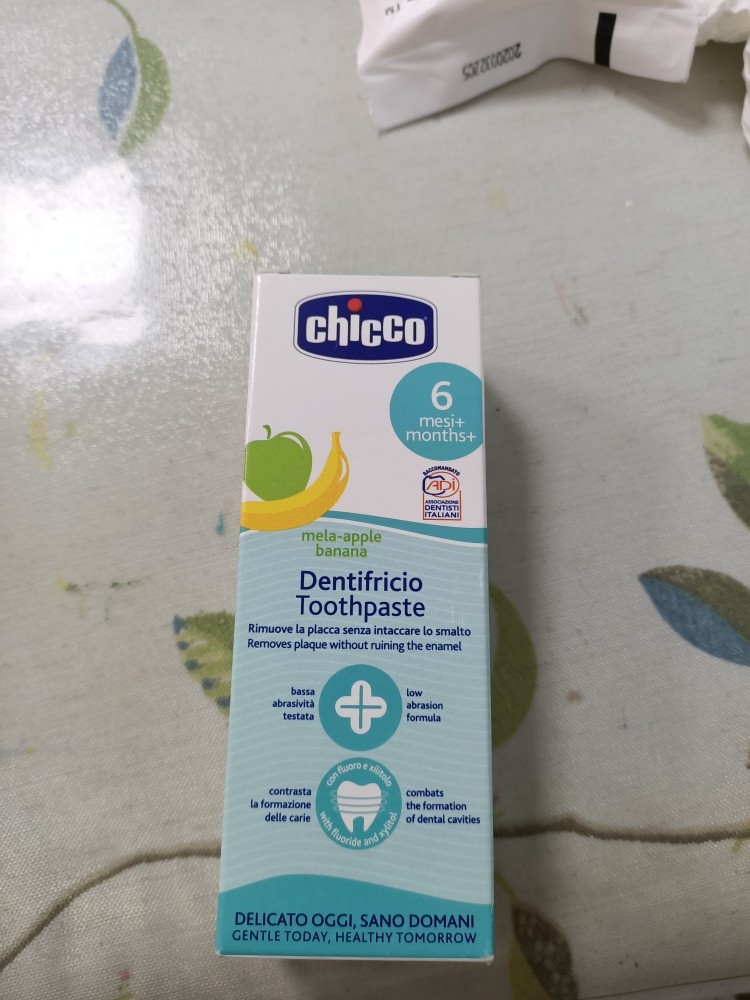 2020032205
chicco
6
mesi+
months+
RACCOMANDATO
ADI
ASSOCIAZIONE
DENTISTI
ITALIANI
mela-apple
banana
Dentifricio
Toothpaste
Rimuove la placca senza intaccare lo smalto
Removes plaque without ruining the enamel
bassa
abrasività
testata
low
abrasion
formula
contrasta
la formazione
delle carie
con fluoro e xilitolo
with fluoride and xylitol
combats
the formation
of dental cavities
DELICATO OGGI, SANO DOMANI
GENTLE TODAY, HEALTHY TOMORROW